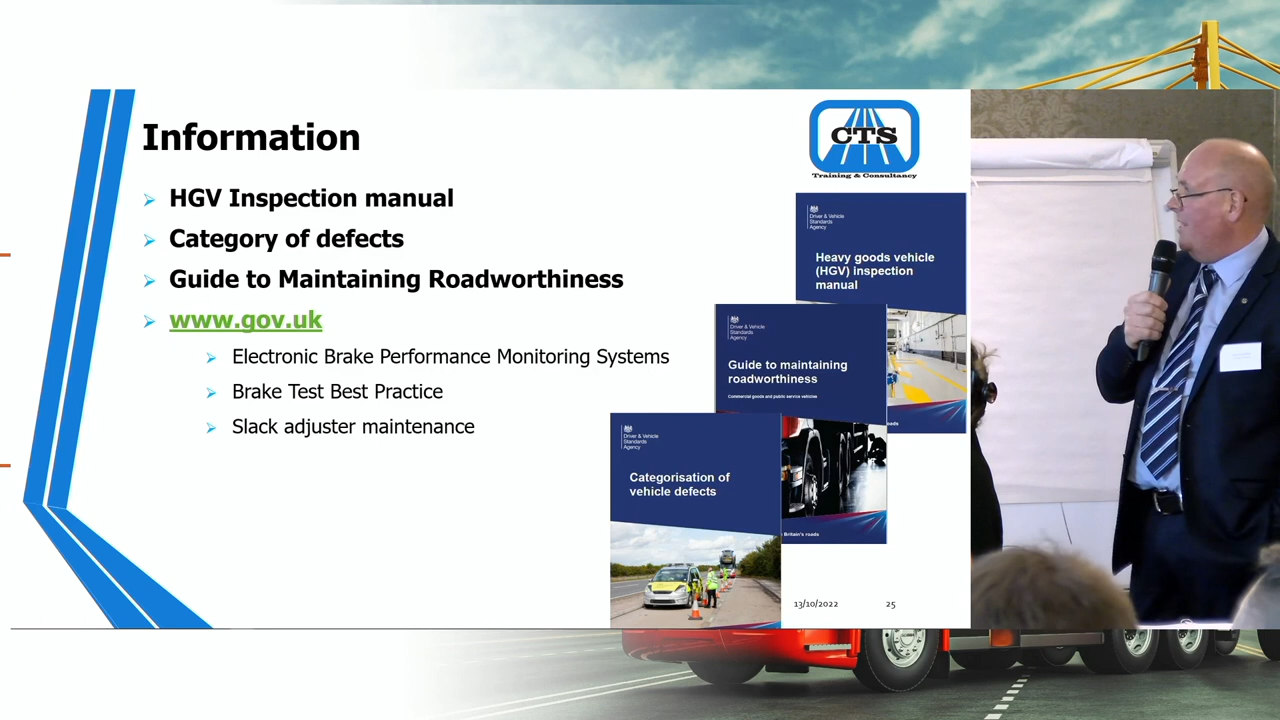 Information
HGV Inspection manual
Category of defects
Guide to Maintaining Roadworthiness
www.gov.uk
Electronic Brake Performance Monitoring Systems
Brake Test Best Practice
Slack adjuster maintenance
CTS
Training & Consultancy
Driver & Vehicle
Standards
Agency
Heavy goods vehicle
(HGV) inspection
manual
Driver & Vehicle
Standards
Agency
Guide to maintaining
roadworthiness
Commercial goods and public service vehicles
Driver & Vehicle
Standards
Agency
Categorisation of
vehicle defects
Britain's roads
13/10/2022
25